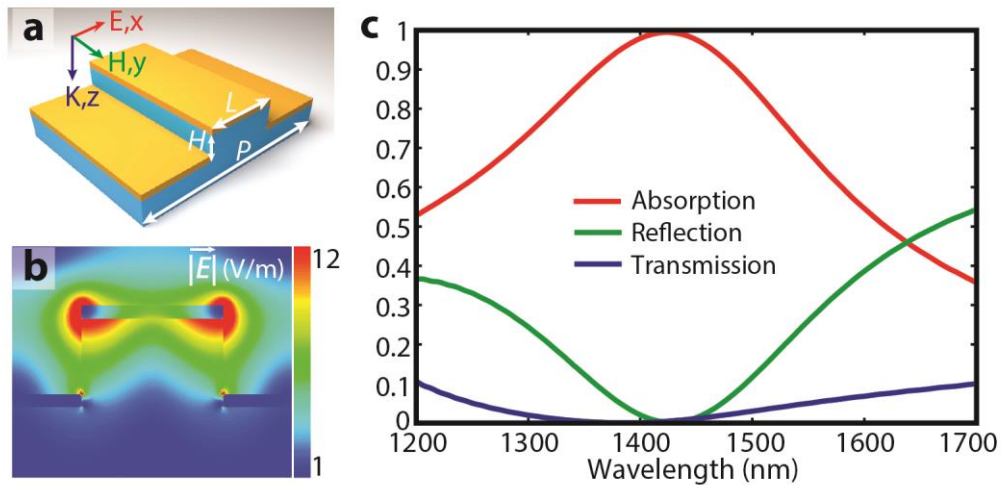 a
E,x
H,y
K,z
L
H
P
b
|E| (V/m)
12
1
c
1
0.9
0.8
0.7
0.6
0.5
0.4
0.3
0.2
0.1
0
Absorption
Reflection
Transmission
1200 1300 1400 1500 1600 1700
Wavelength (nm)